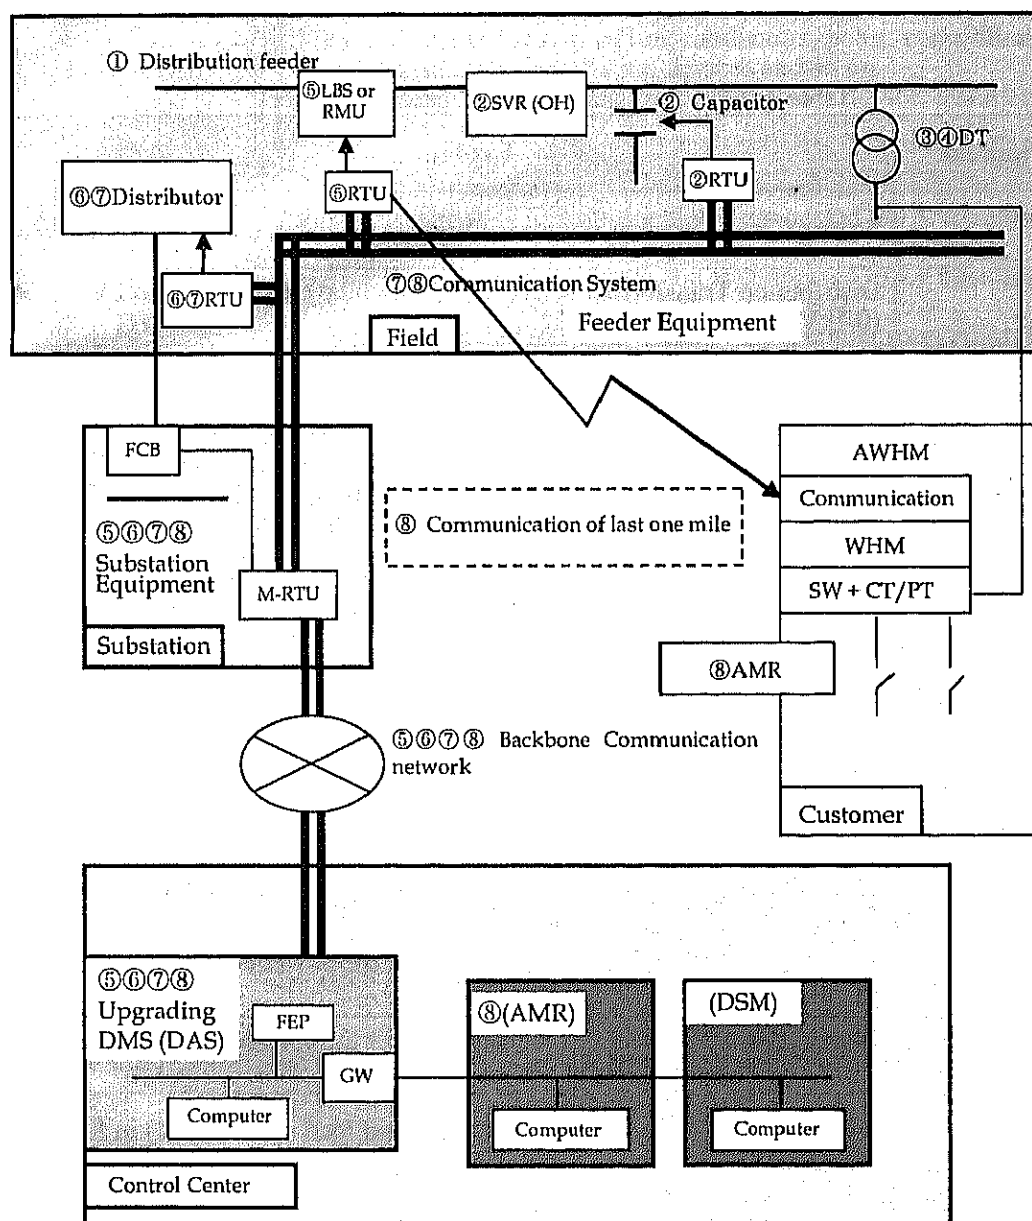 ① Distribution feeder
⑤LBS or
RMU
②SVR (OH)
② Capacitor
③④DT
⑥⑦Distributor
⑤RTU
②RTU
⑥⑦RTU
⑦⑧Communication System
Feeder Equipment
Field
FCB
⑤⑥⑦⑧
Substation
Equipment
M-RTU
Substation
⑧ Communication of last one mile
AWHM
Communication
WHM
SW + CT/PT
⑧AMR
Customer
⑤⑥⑦⑧ Backbone Communication
network
⑤⑥⑦⑧
Upgrading
DMS (DAS)
FEP
GW
Computer
⑧(AMR)
Computer
(DSM)
Computer
Control Center